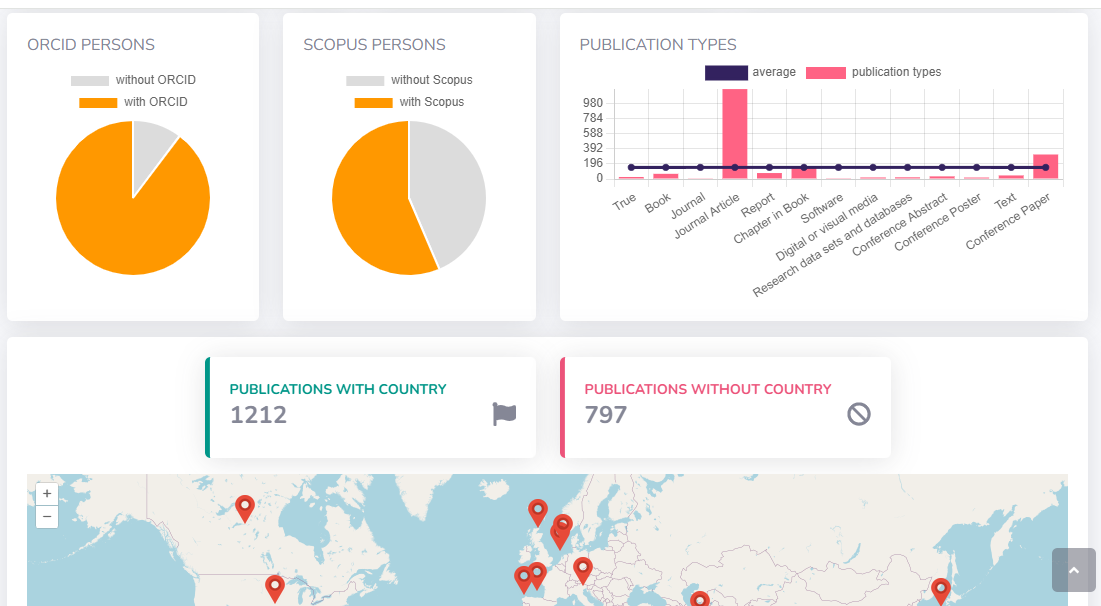 ORCID PERSONS
without ORCID
with ORCID
SCOPUS PERSONS
without Scopus
with Scopus
PUBLICATION TYPES
average
publication types
980
784
588
392
196
0
True
Book
Journal
Journal Article
Report
Chapter in Book
Software
Digital or visual media
Research data sets and databases
Conference Abstract
Conference Poster
Text
Conference Paper
PUBLICATIONS WITH COUNTRY
1212
PUBLICATIONS WITHOUT COUNTRY
797
+
−